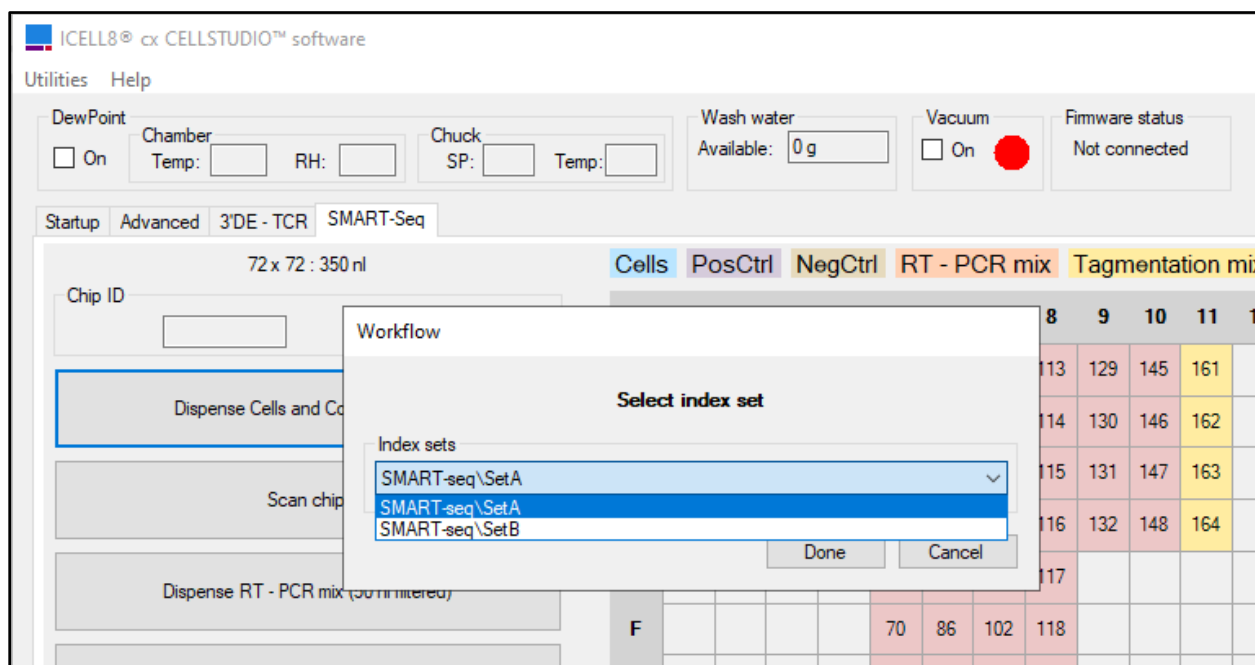 ICELL8® cx CELLSTUDIO™ software
Utilities Help
DewPoint
On
Chamber
Temp: RH:
Chuck
SP: Temp:
Wash water
Available: 0 g
Vacuum
On
Firmware status
Not connected
Startup Advanced 3'DE - TCR SMART-Seq
72 x 72 : 350 nl
Chip ID
Cells PosCtrl NegCtrl RT - PCR mix Tagmentation
8 9 10 11
Workflow
Select index set
Index sets
SMART-seq\SetA
SMART-seq\SetA
SMART-seq\SetB
Done Cancel
Dispense Cells and
Scan chip
Dispense RT - PCR mix
113 129 145 161
114 130 146 162
115 131 147 163
116 132 148 164
117
F 70 86 102 118